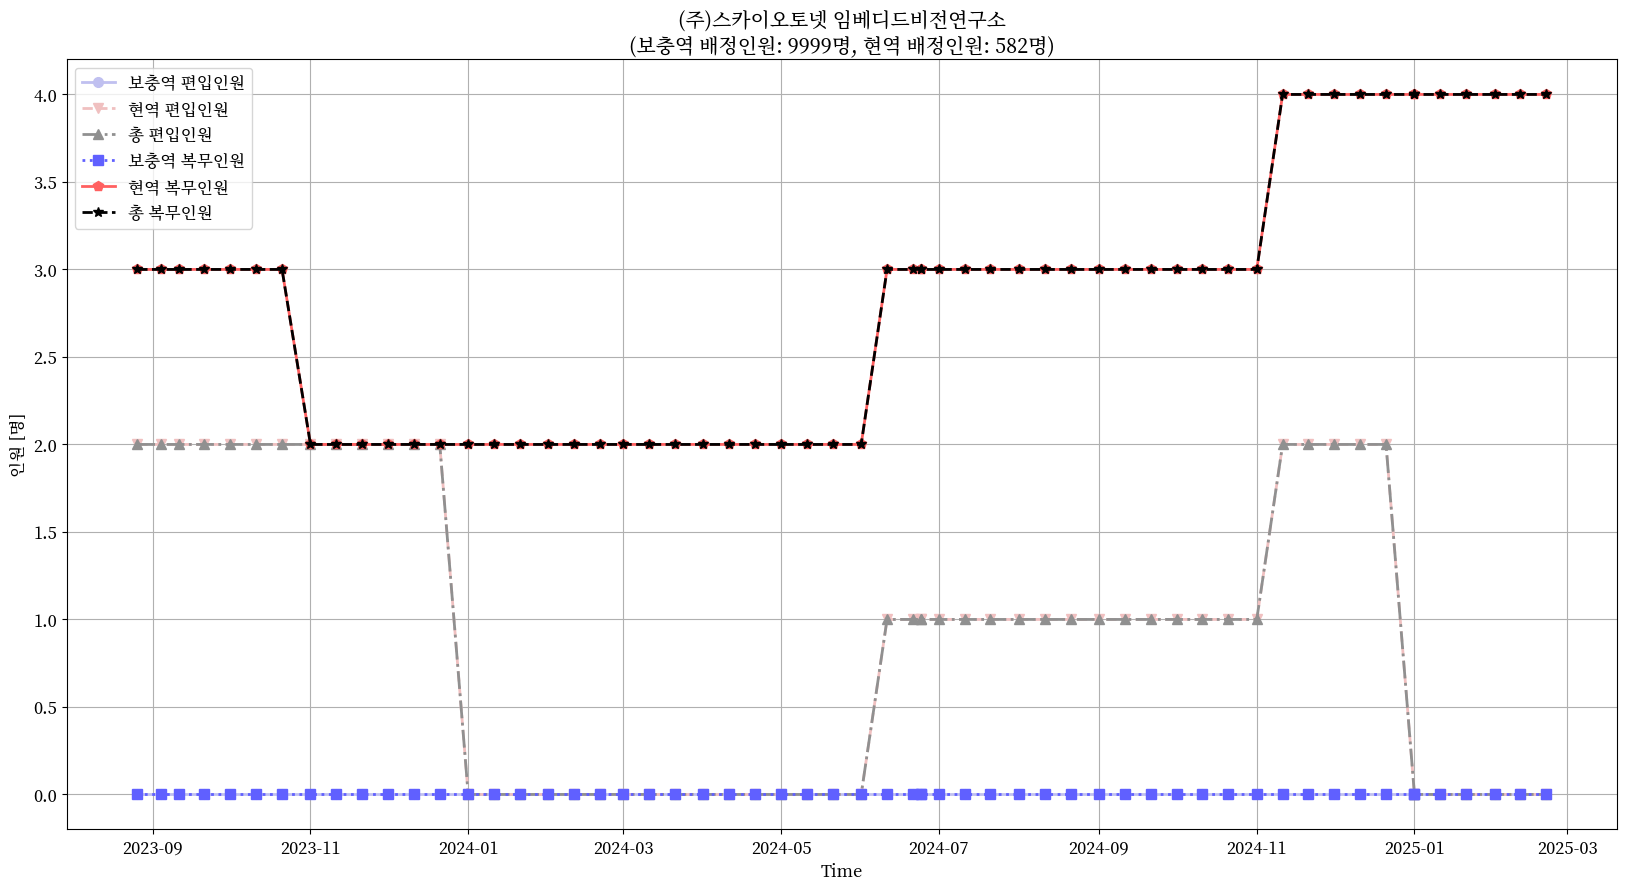 (주)스카이오토넷 임베디드비전연구소
(보충역 배정인원: 9999명, 현역 배정인원: 582명)
보충역 편입인원
현역 편입인원
총 편입인원
보충역 복무인원
현역 복무인원
총 복무인원
4.0
3.5
3.0
2.5
2.0
1.5
1.0
0.5
0.0
인원 [명]
2023-09
2023-11
2024-01
2024-03
2024-05
2024-07
2024-09
2024-11
2025-01
2025-03
Time